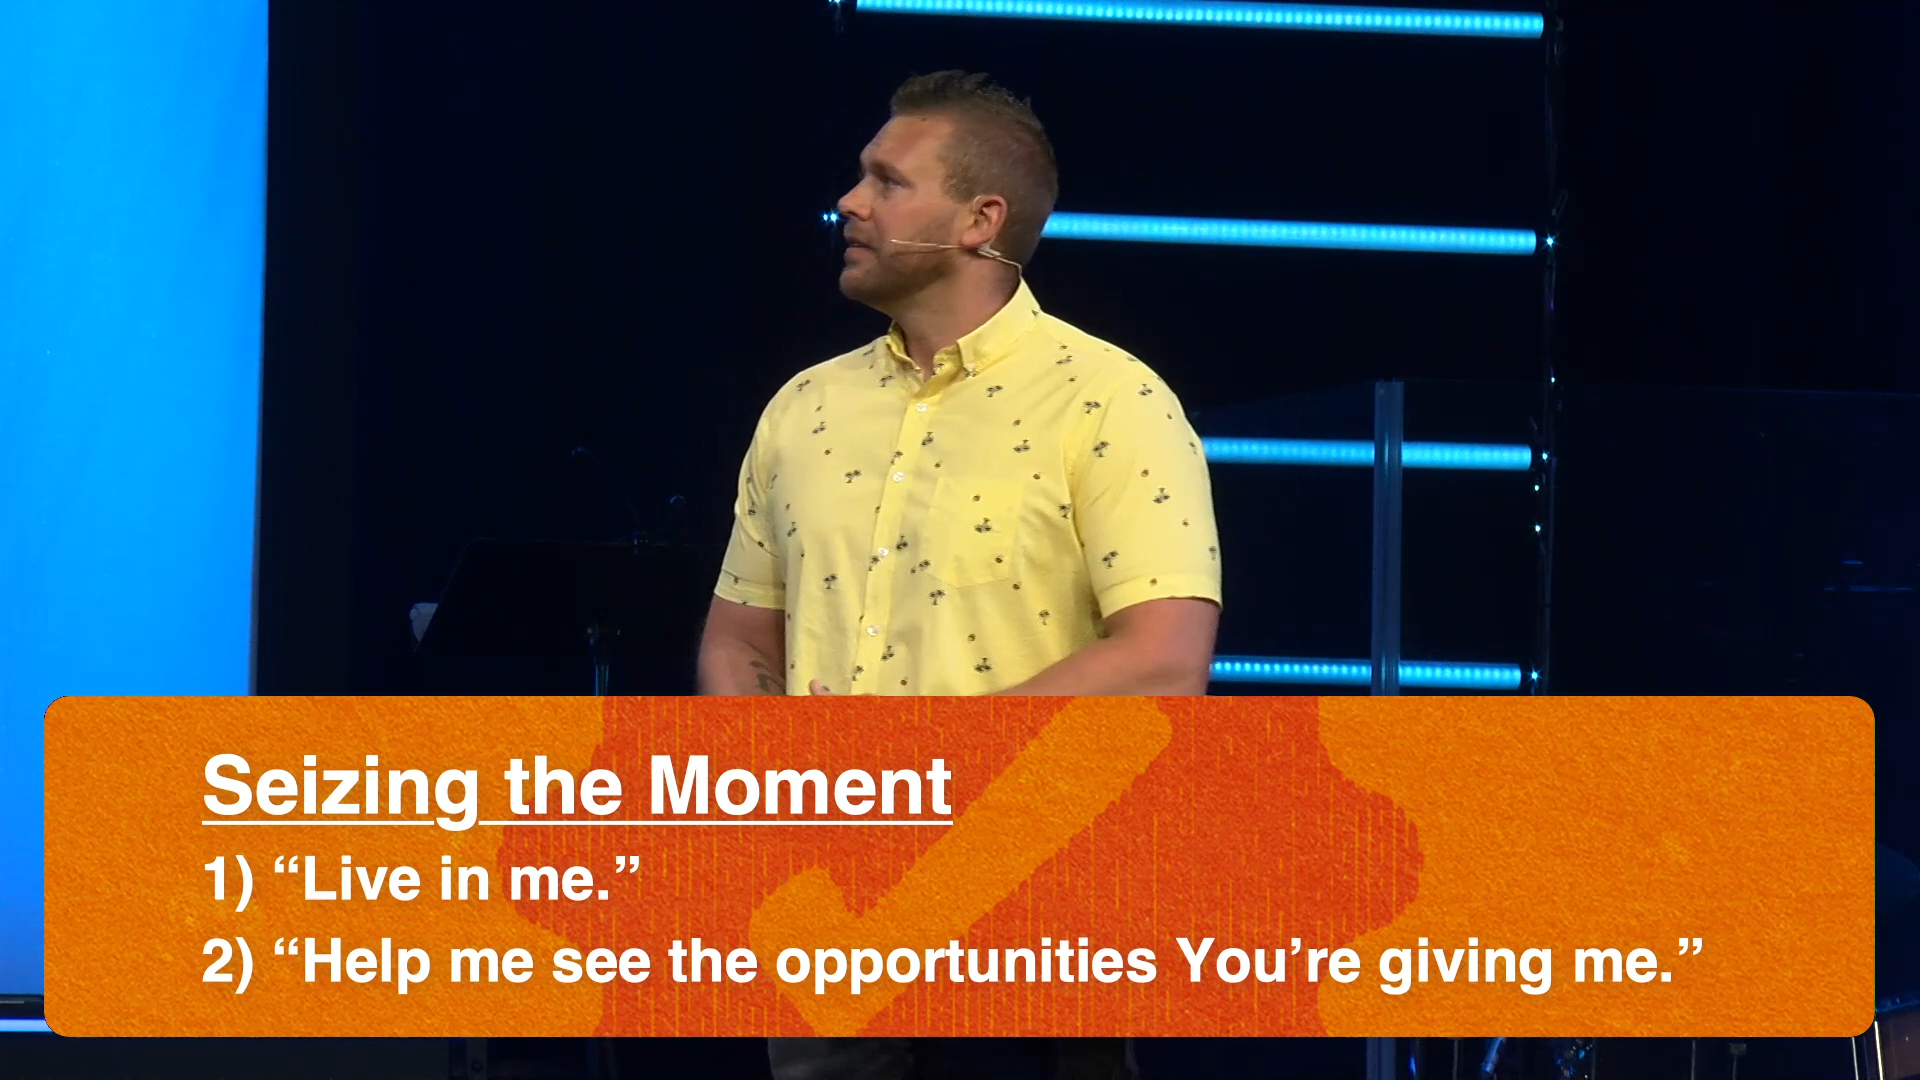 Seizing the Moment
1) “Live in me.”
2) “Help me see the opportunities You’re giving me.”